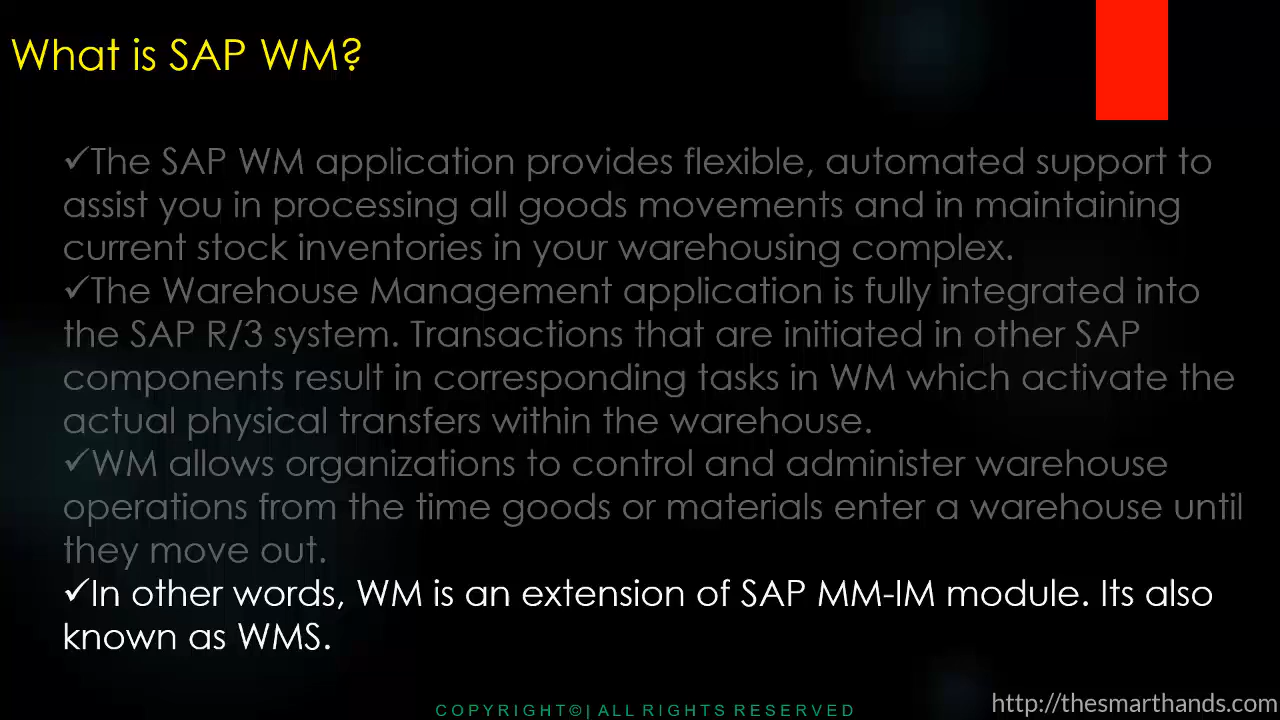 What is SAP WM?
✓The SAP WM application provides flexible, automated support to
assist you in processing all goods movements and in maintaining
current stock inventories in your warehousing complex.
✓The Warehouse Management application is fully integrated into
the SAP R/3 system. Transactions that are initiated in other SAP
components result in corresponding tasks in WM which activate the
actual physical transfers within the warehouse.
✓WM allows organizations to control and administer warehouse
operations from the time goods or materials enter a warehouse until
they move out.
✓In other words, WM is an extension of SAP MM-IM module. Its also
known as WMS.
COPYRIGHT©| ALL RIGHTS RESERVED
http://thesmarthands.com